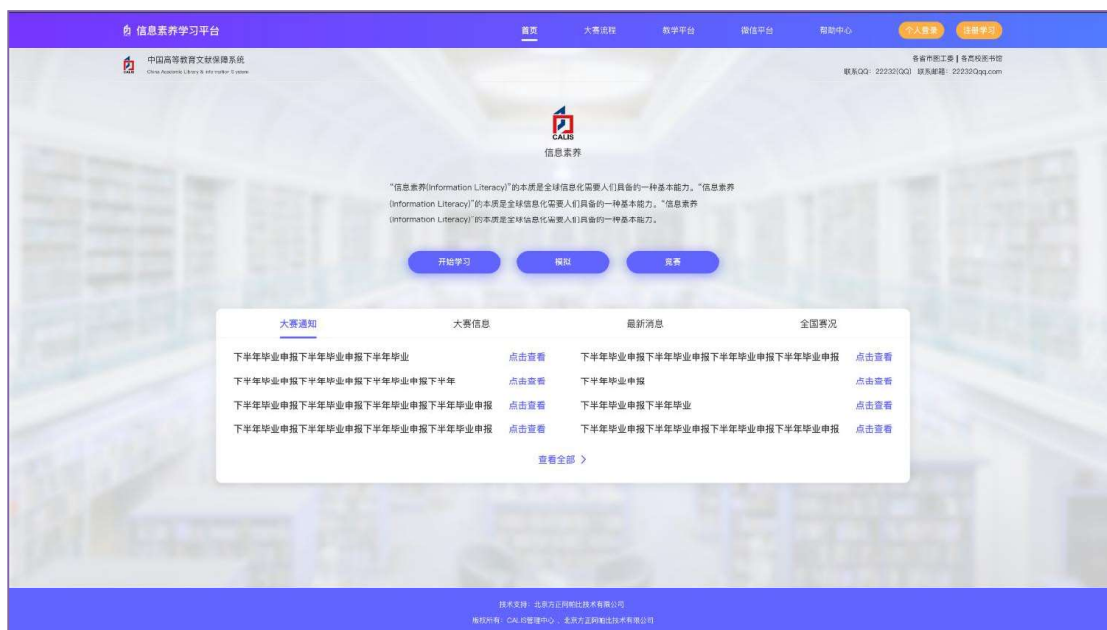 信息素养学习平台 首页 大赛流程 教学平台 微信平台 帮助中心 个人登录 注册学习
中国高等教育文献保障系统 各省市图工委 | 各高校图书馆
China Academic Library & Information System 联系QQ: 22232(QQ) 联系邮箱: 22232Qqq.com
CALIS
CALIS
信息素养
“信息素养(Information Literacy)”的本质是全球信息化需要人们具备的一种基本能力。“信息素养
(Information Literacy)”的本质是全球信息化需要人们具备的一种基本能力。“信息素养
(Information Literacy)”的本质是全球信息化需要人们具备的一种基本能力。
开始学习 模拟 竞赛
大赛通知 大赛信息 最新消息 全国赛况
下半年毕业申报下半年毕业申报下半年毕业 点击查看 下半年毕业申报下半年毕业申报下半年毕业申报下半年毕业申报 点击查看
下半年毕业申报下半年毕业申报下半年毕业申报下半年 点击查看 下半年毕业申报 点击查看
下半年毕业申报下半年毕业申报下半年毕业申报下半年毕业申报 点击查看 下半年毕业申报下半年毕业 点击查看
下半年毕业申报下半年毕业申报下半年毕业申报下半年毕业申报 点击查看 下半年毕业申报下半年毕业申报下半年毕业申报下半年毕业申报 点击查看
查看全部 >
技术支持: 北京方正阿帕比技术有限公司
版权所有: CALIS管理中心 、北京方正阿帕比技术有限公司